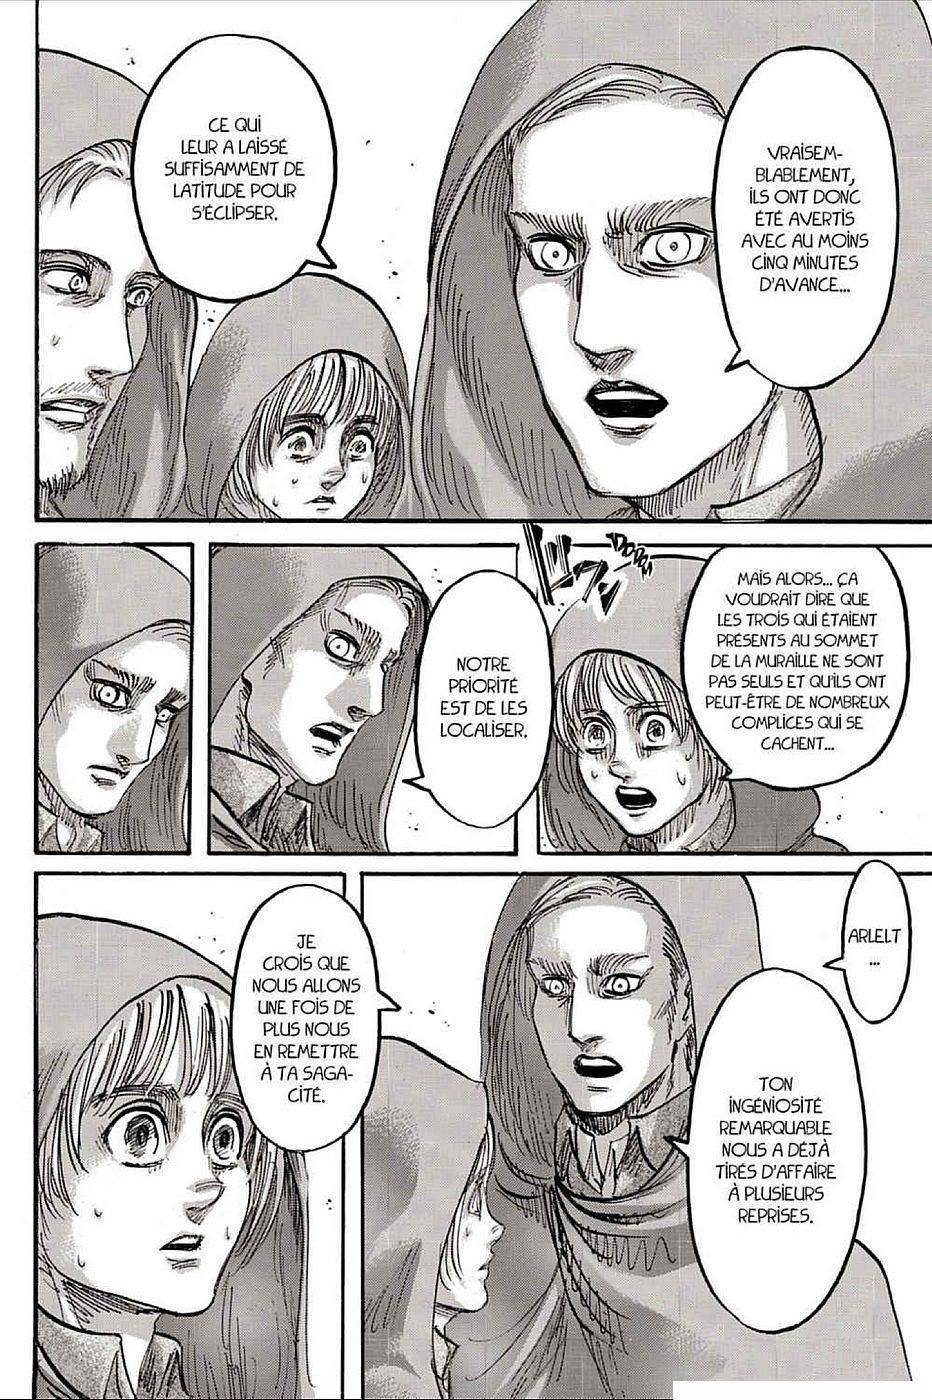 VRAISEM-
BLABLEMENT,
ILS ONT DONC
ÉTÉ AVERTIS
AVEC AU MOINS
CINQ MINUTES
D'AVANCE...
CE QUI
LEUR A LAISSÉ
SUFFISAMMENT DE
LATITUDE POUR
S'ÉCLIPSER.
MAIS ALORS... ÇA
VOUDRAIT DIRE QUE
LES TROIS QUI ÉTAIENT
PRÉSENTS AU SOMMET
DE LA MURAILLE NE SONT
PAS SEULS ET QU'ILS ONT
PEUT-ÊTRE DE NOMBREUX
COMPLICES QUI SE
CACHENT...
NOTRE
PRIORITÉ
EST DE LES
LOCALISER.
ARLELT
...
TON
INGÉNIOSITÉ
REMARQUABLE
NOUS A DÉJÀ
TIRÉS D'AFFAIRE
À PLUSIEURS
REPRISES.
JE
CROIS QUE
NOUS ALLONS
UNE FOIS DE
PLUS NOUS
EN REMETTRE
À TA SAGA-
CITÉ.